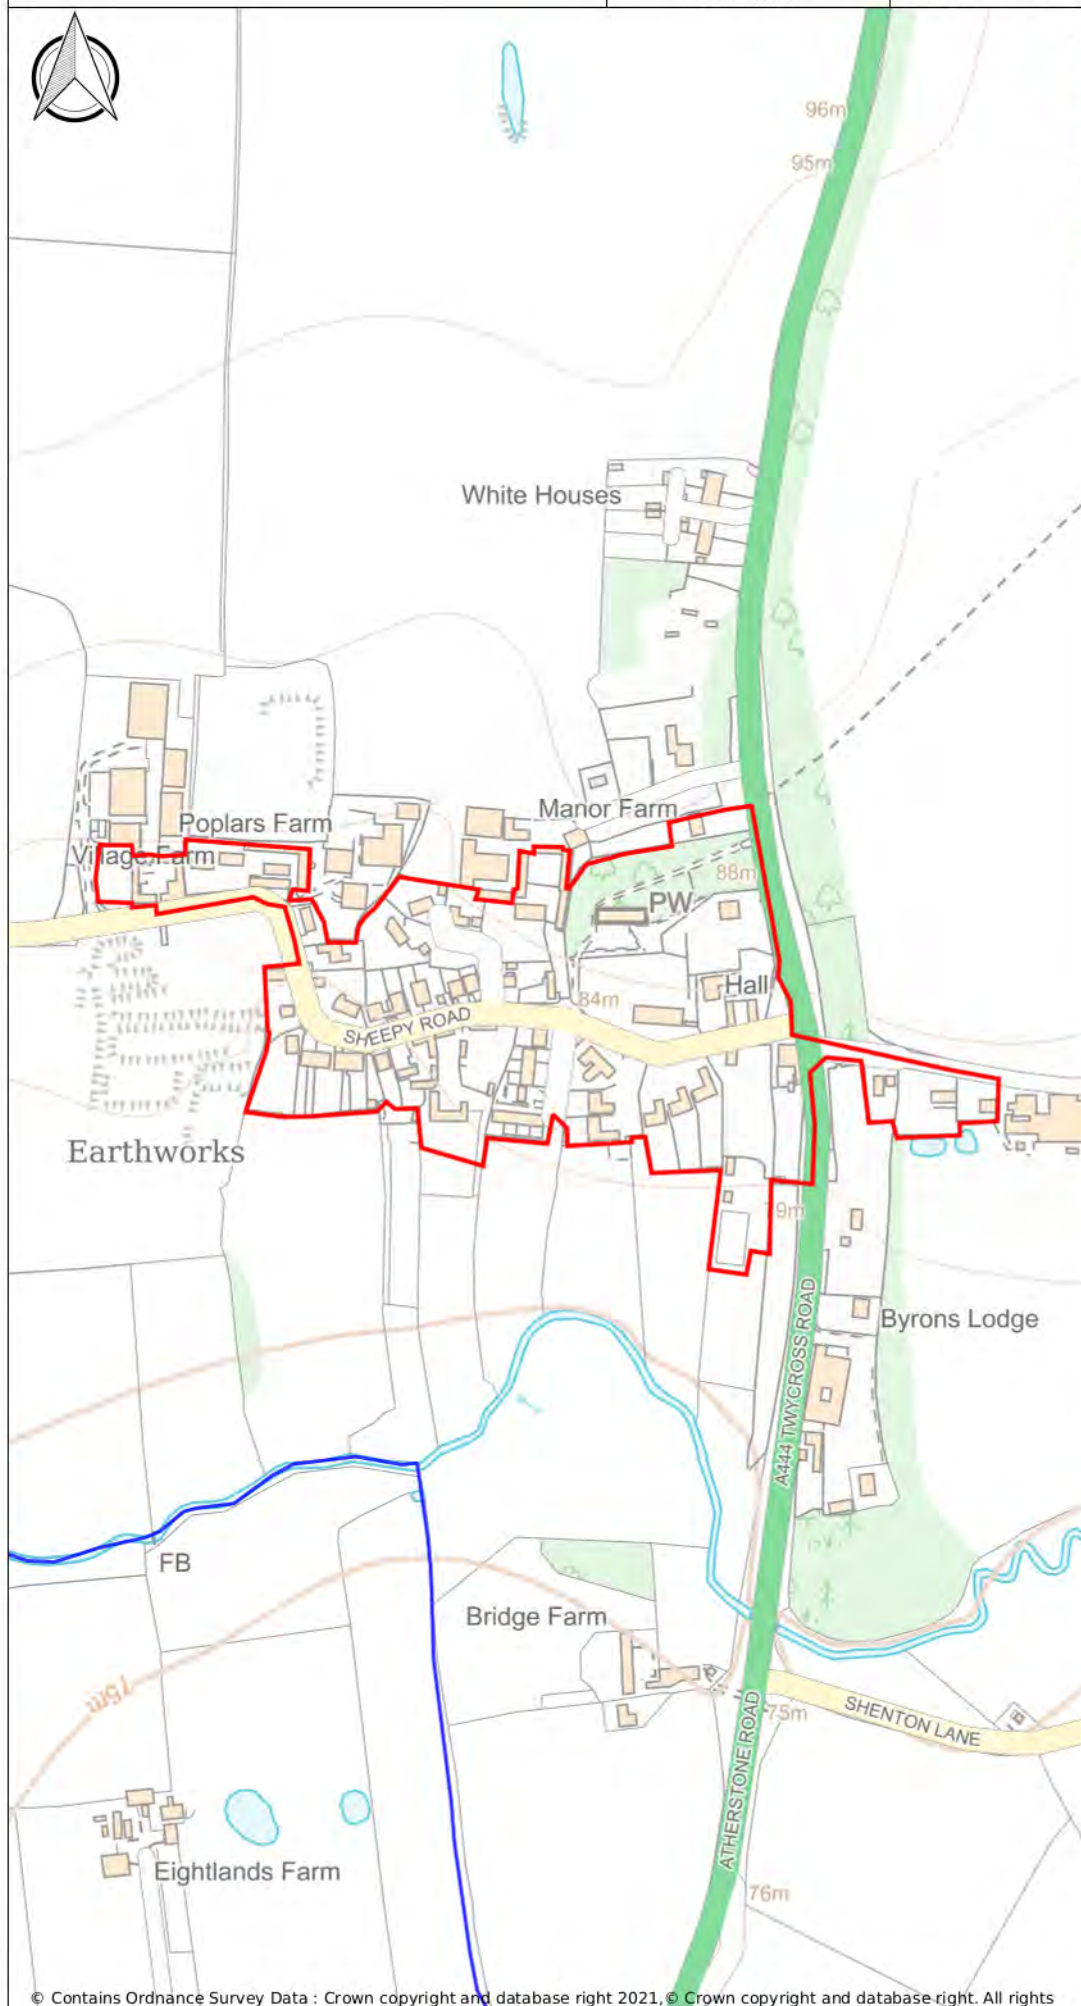 96m
95m
White Houses
Manor Farm
Poplars Farm
Village Farm
88m
PW
Hall
84m
SHEEPY ROAD
Earthworks
79m
Byrons Lodge
A444 TWYCROSS ROAD
FB
Bridge Farm
75m
SHENTON LANE
75m
ATHERSTONE ROAD
Eightlands Farm
76m
© Contains Ordnance Survey Data : Crown copyright and database right 2021,© Crown copyright and database right. All rights